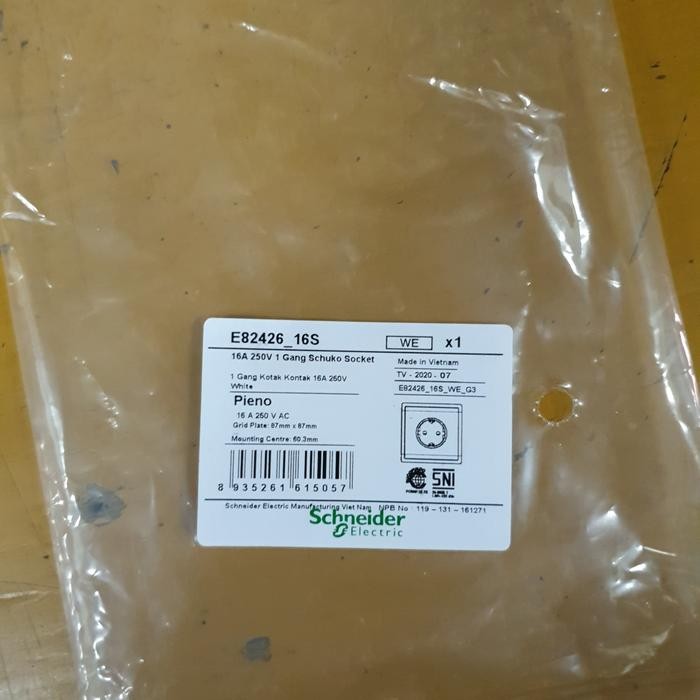 E82426_16S
WE x1
16A 250V 1 Gang Schuko Socket
Made in Vietnam
1 Gang Kotak Kontak 16A 250V
White
TV - 2020 - 07
E82426_16S_WE_G3
Pieno
16 A 250 V AC
Grid Plate: 87mm x 87mm
Mounting Centre: 60.3mm
SNI
8 935261 615057
Schneider Electric Manufacturing Viet Nam NPB No : 119 - 131 - 161271
Schneider
Electric